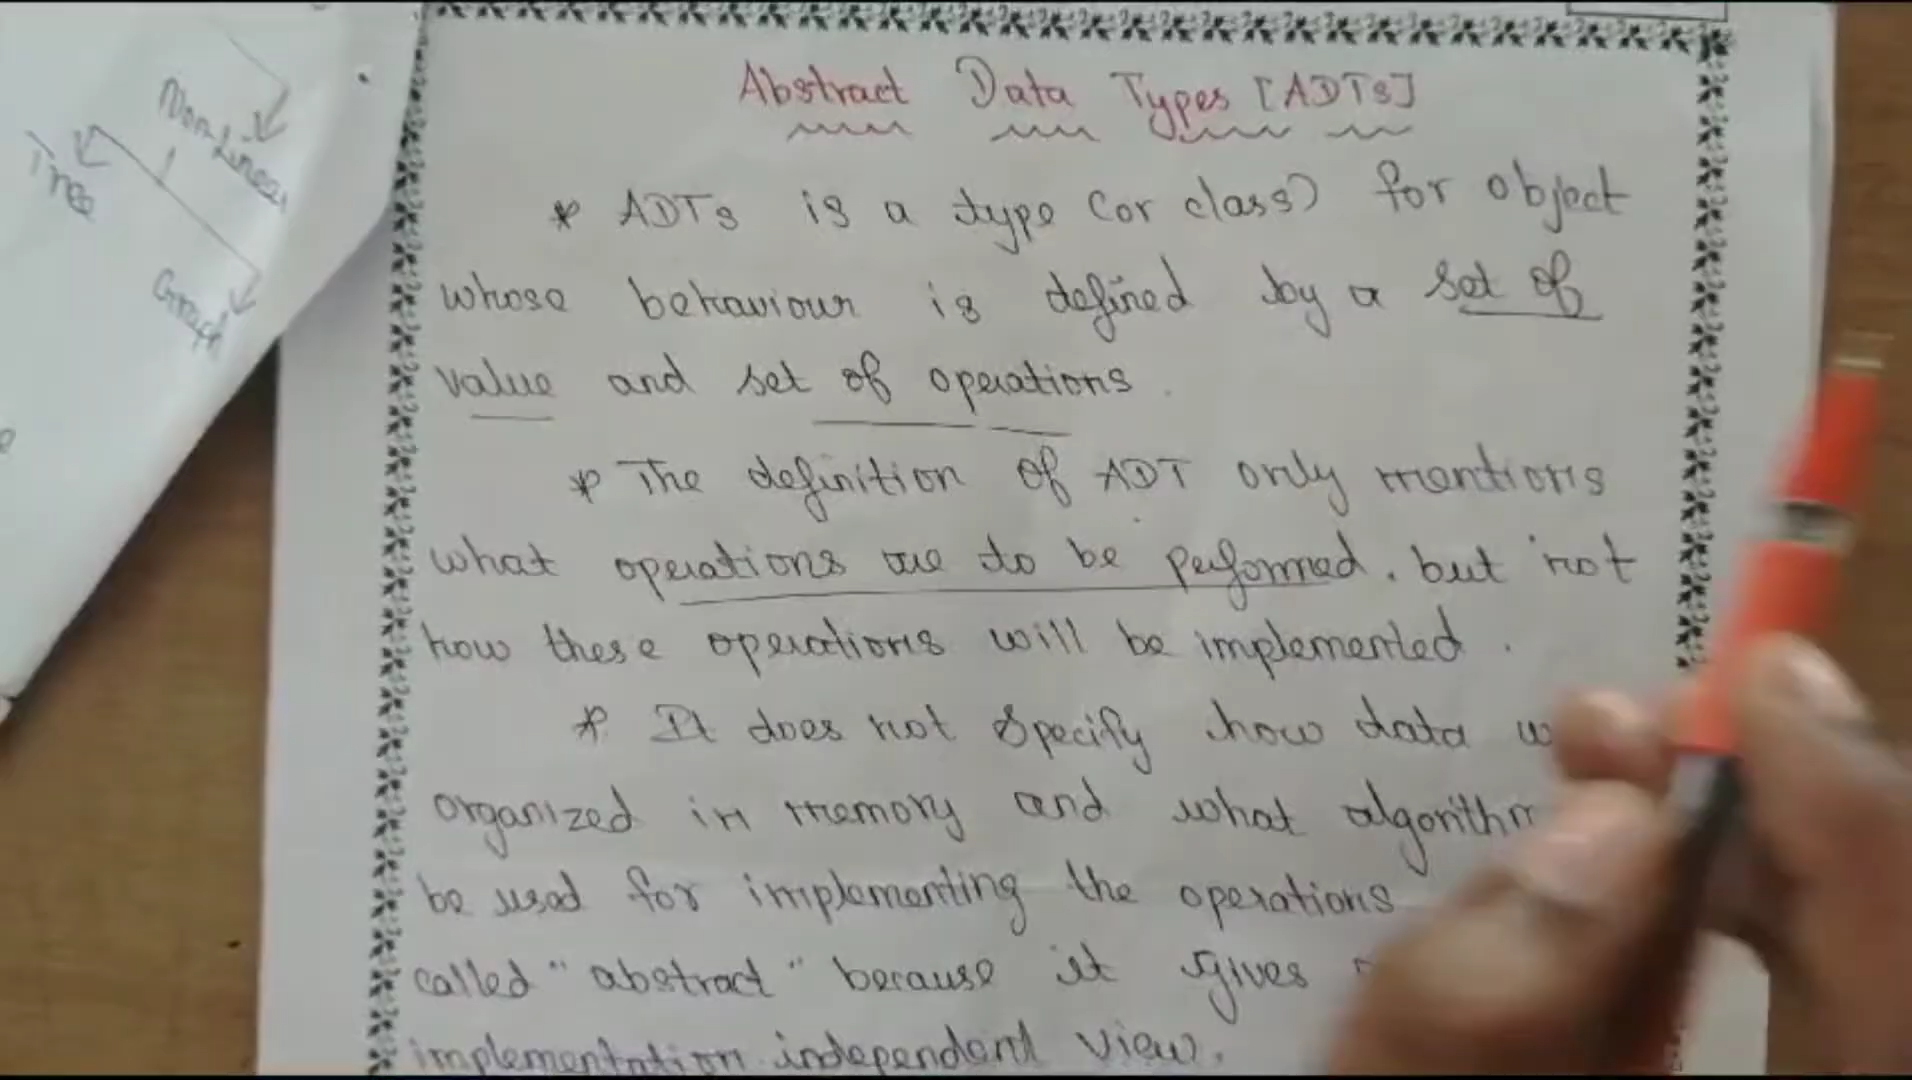 Non-Linear
Tree
Graph
Abstract Data Types [ADTs]
* ADTs is a type (or class) for object
whose behaviour is defined by a set of
value and set of operations.
* The definition of ADT only mentions
what operations are to be performed. but not
how these operations will be implemented.
* It does not specify how data
organized in memory and what algorithm
be used for implementing the operations
called "abstract" because it gives
implementation independent view.